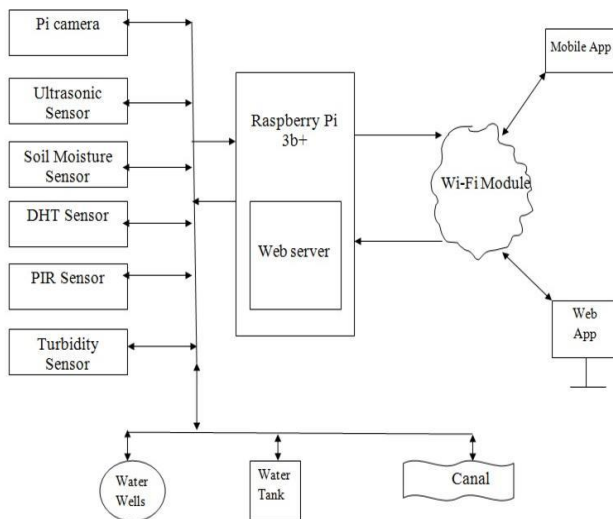 Pi camera
Ultrasonic
Sensor
Soil Moisture
Sensor
DHT Sensor
PIR Sensor
Turbidity
Sensor
Raspberry Pi
3b+
Web server
Wi-Fi Module
Mobile App
Web
App
Water
Wells
Water
Tank
Canal